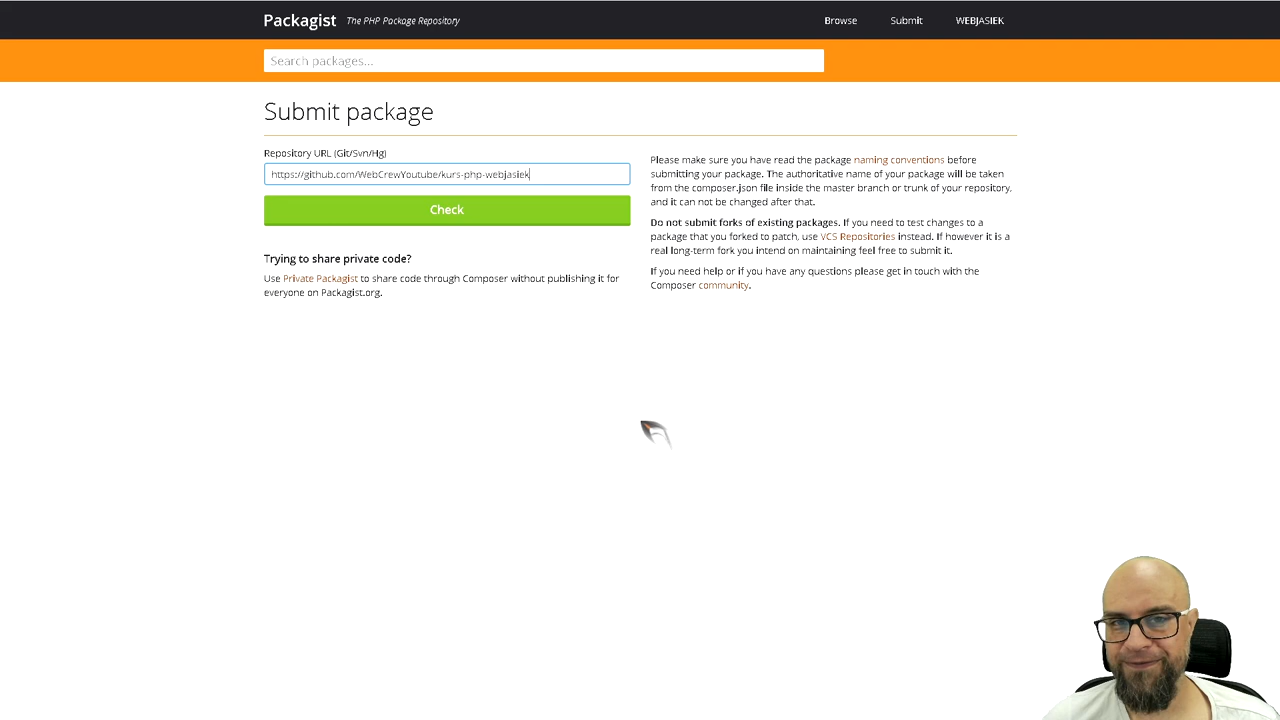 Packagist The PHP Package Repository
Browse Submit WEBJASIEK
Search packages...
Submit package
Repository URL (Git/Svn/Hg)
https://github.com/WebCrewYoutube/kurs-php-webjasiek
Check
Trying to share private code?
Use Private Packagist to share code through Composer without publishing it for
everyone on Packagist.org.
Please make sure you have read the package naming conventions before
submitting your package. The authoritative name of your package will be taken
from the composer.json file inside the master branch or trunk of your repository,
and it can not be changed after that.
Do not submit forks of existing packages. If you need to test changes to a
package that you forked to patch, use VCS Repositories instead. If however it is a
real long-term fork you intend on maintaining feel free to submit it.
If you need help or if you have any questions please get in touch with the
Composer community.